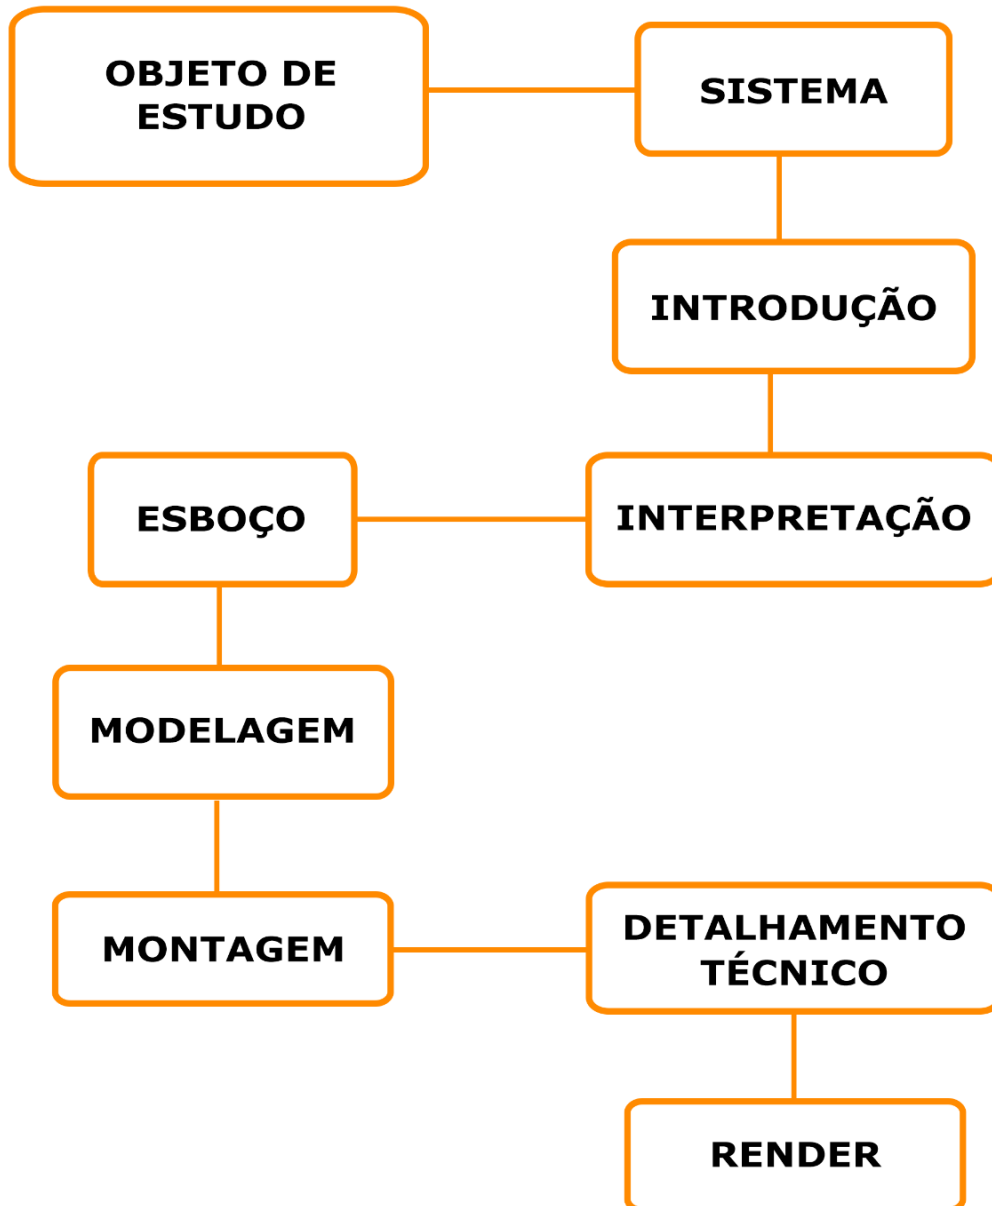 OBJETO DE
ESTUDO
SISTEMA
INTRODUÇÃO
INTERPRETAÇÃO
ESBOÇO
MODELAGEM
MONTAGEM
DETALHAMENTO
TÉCNICO
RENDER